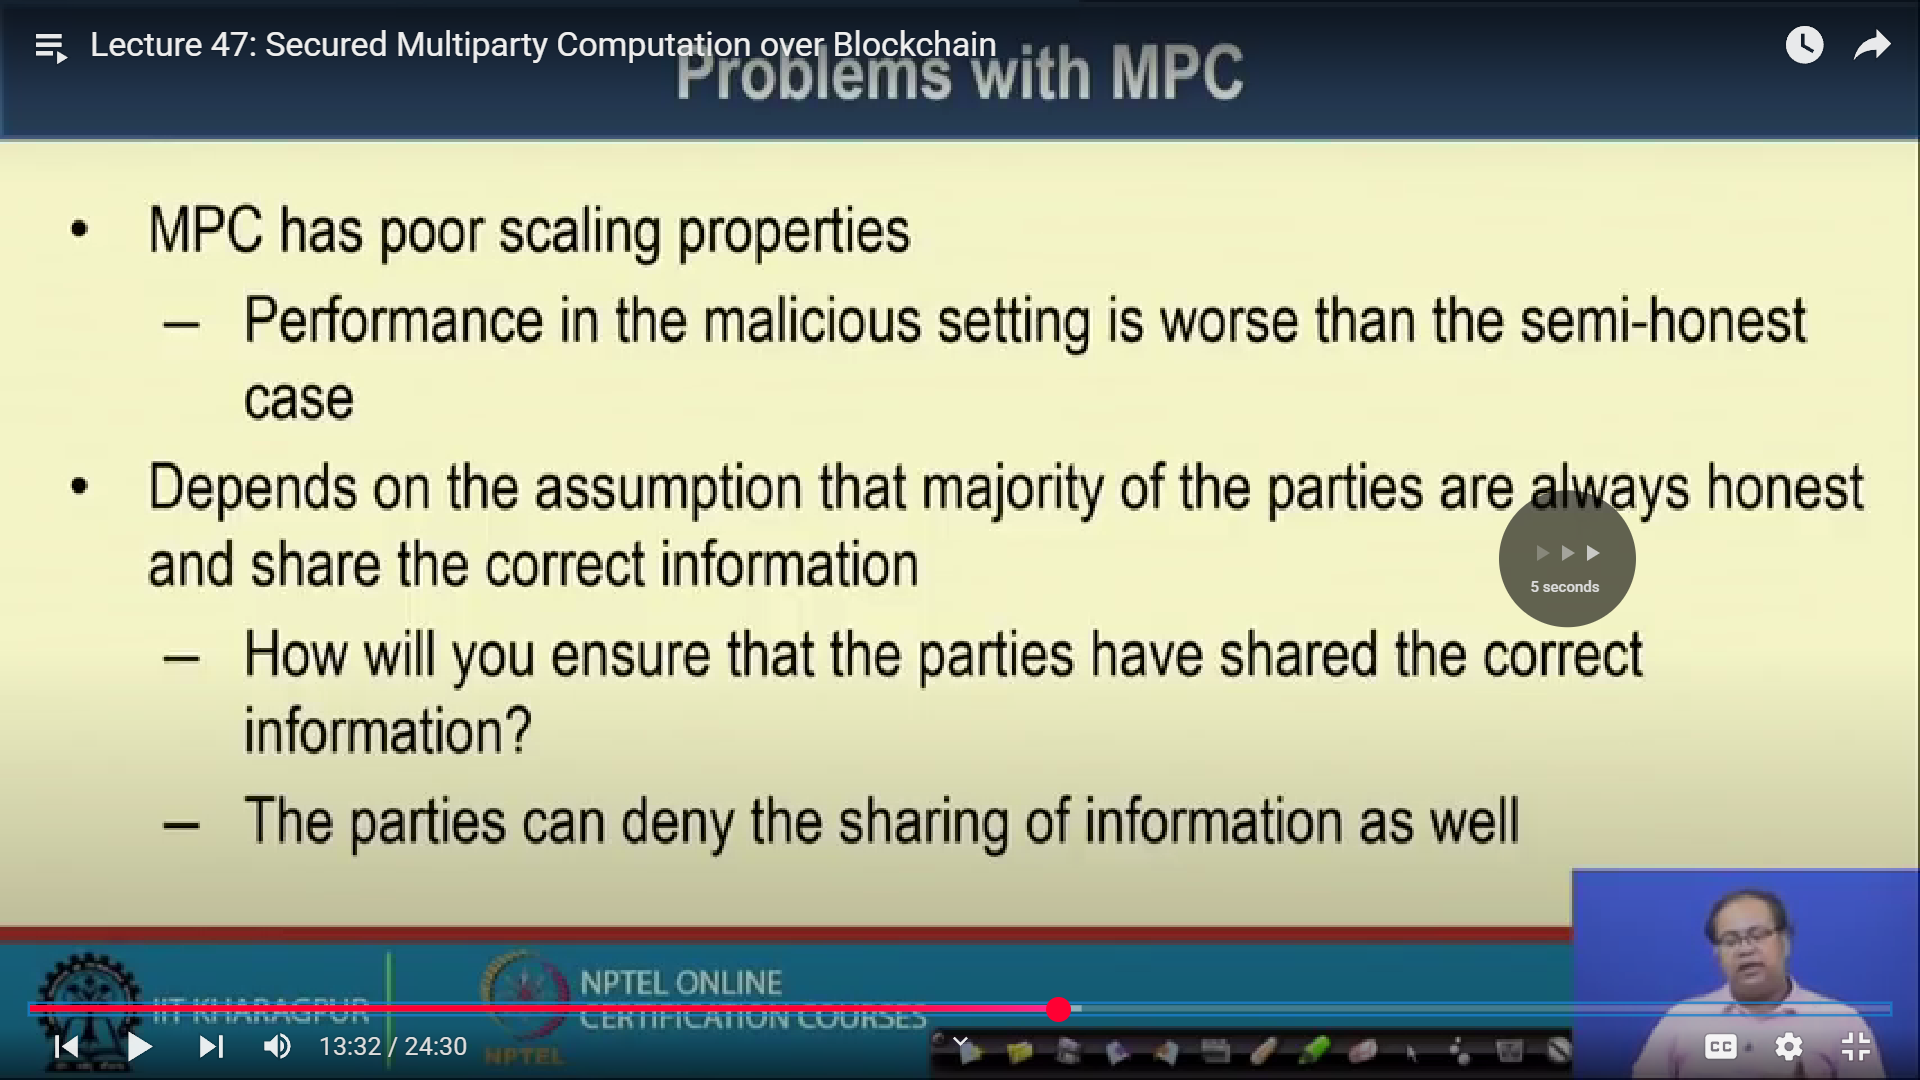 Lecture 47: Secured Multiparty Computation over Blockchain
Problems with MPC
• MPC has poor scaling properties
– Performance in the malicious setting is worse than the semi-honest
case
• Depends on the assumption that majority of the parties are always honest
and share the correct information
5 seconds
– How will you ensure that the parties have shared the correct
information?
– The parties can deny the sharing of information as well
IIT KHARAGPUR
NPTEL ONLINE
CERTIFICATION COURSES
NPTEL
13:32 / 24:30
CC